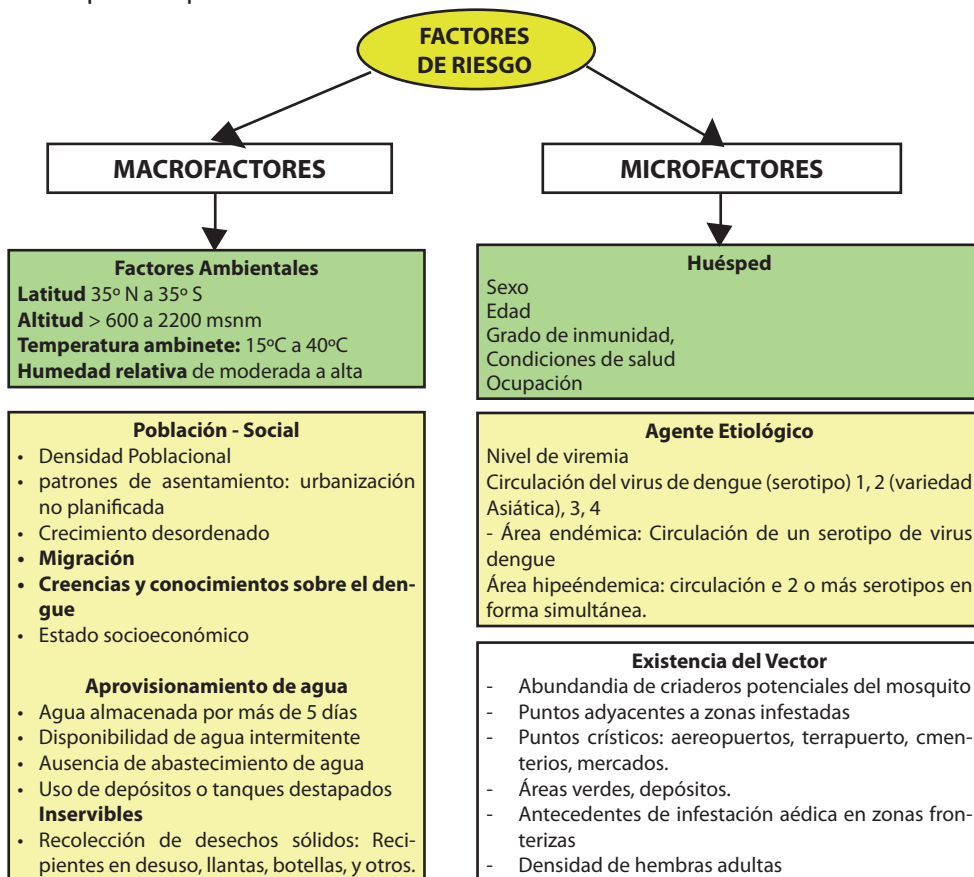 FACTORES
DE RIESGO
MACROFACTORES
Factores Ambientales
Latitud 35º N a 35º S
Altitud > 600 a 2200 msnm
Temperatura ambinete: 15ºC a 40ºC
Humedad relativa de moderada a alta
Población - Social
• Densidad Poblacional
• patrones de asentamiento: urbanización
no planificada
• Crecimiento desordenado
• Migración
• Creencias y conocimientos sobre el den-
gue
• Estado socioeconómico
Aprovisionamiento de agua
• Agua almacenada por más de 5 días
• Disponibilidad de agua intermitente
• Ausencia de abastecimiento de agua
• Uso de depósitos o tanques destapados
Inservibles
• Recolección de desechos sólidos: Reci-
pientes en desuso, llantas, botellas, y otros.
MICROFACTORES
Huésped
Sexo
Edad
Grado de inmunidad,
Condiciones de salud
Ocupación
Agente Etiológico
Nivel de viremia
Circulación del virus de dengue (serotipo) 1, 2 (variedad
Asiática), 3, 4
- Área endémica: Circulación de un serotipo de virus
dengue
Área hipeéndemica: circulación e 2 o más serotipos en
forma simultánea.
Existencia del Vector
- Abundandia de criaderos potenciales del mosquito
- Puntos adyacentes a zonas infestadas
- Puntos crísticos: aereopuertos, terrapuerto, cmen-
terios, mercados.
- Áreas verdes, depósitos.
- Antecedentes de infestación aédica en zonas fron-
terizas
- Densidad de hembras adultas